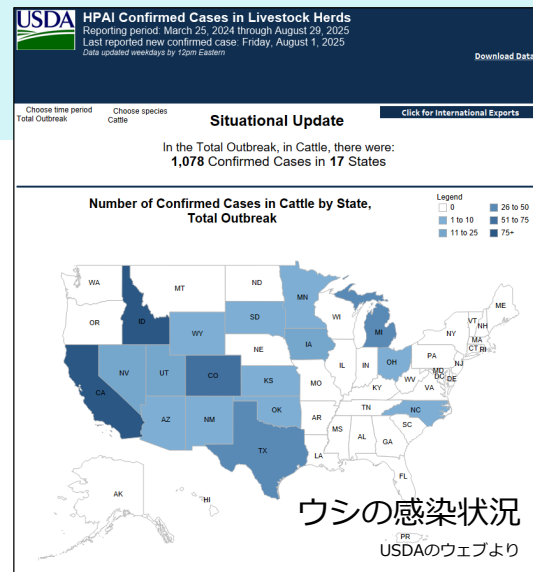 USDA
HPAI Confirmed Cases in Livestock Herds
Reporting period: March 25, 2024 through August 29, 2025
Last reported new confirmed case: Friday, August 1, 2025
Data updated weekdays by 12pm Eastern
Download Data
Choose time period
Total Outbreak
Choose species
Cattle
Situational Update
Click for International Exports
In the Total Outbreak, in Cattle, there were:
1,078 Confirmed Cases in 17 States
Number of Confirmed Cases in Cattle by State,
Total Outbreak
Legend
0
1 to 10
11 to 25
26 to 50
51 to 75
75+
WA
MT
ND
MN
ME
OR
ID
SD
WI
VT
NH
WY
MI
NY
MA
CT
RI
NV
UT
NE
IA
PA
NJ
CA
CO
IL
IN
OH
MD
DC
DE
WV
VA
KS
MO
KY
AZ
NM
OK
AR
TN
NC
SC
TX
MS
AL
GA
LA
FL
AK
HI
PR
ウシの感染状況
USDAのウェブより